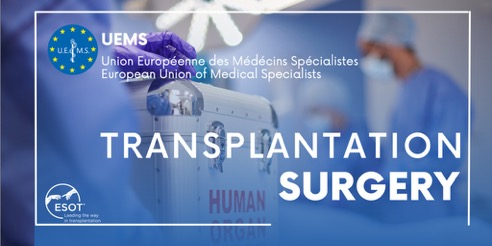 U.E.M.S.
UEMS
Union Européenne des Médécins Spécialistes
European Union of Medical Specialists
TRANSPLANTATION
SURGERY
HUMAN
ORGAN
ESOT
Leading the way
in transplantation